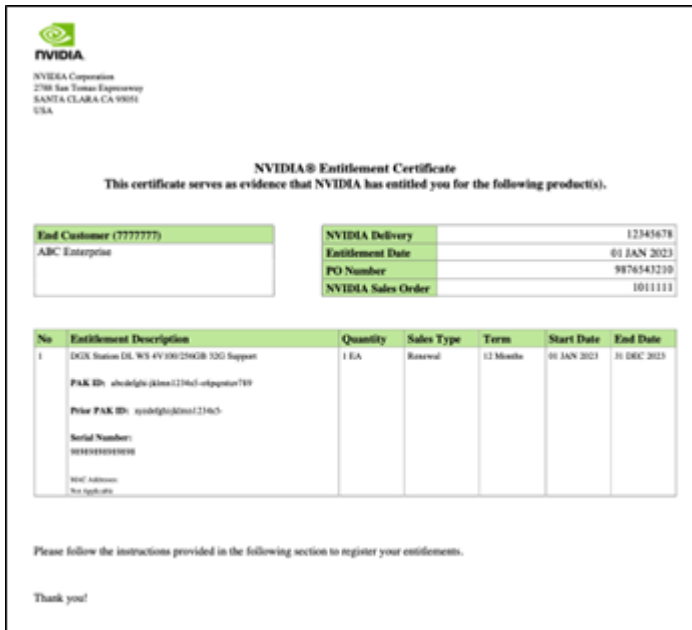 NVIDIA
NVIDIA Corporation
2788 San Tomas Expressway
SANTA CLARA CA 95051
USA
NVIDIA® Entitlement Certificate
This certificate serves as evidence that NVIDIA has entitled you for the following product(s).
End Customer (7777777)
ABC Enterprise
NVIDIA Delivery 12345678
Entitlement Date 01 JAN 2023
PO Number 9876543210
NVIDIA Sales Order 1011111
No Entitlement Description Quantity Sales Type Term Start Date End Date
1 DGX Station DL WS 4V100/256GB 32G Support 1 EA Renewal 12 Months 01 JAN 2023 31 DEC 2023
PAK ID:
Prior PAK ID:
Serial Number:
MAC Addresses
Not Applicable
Please follow the instructions provided in the following section to register your entitlements.
Thank you!